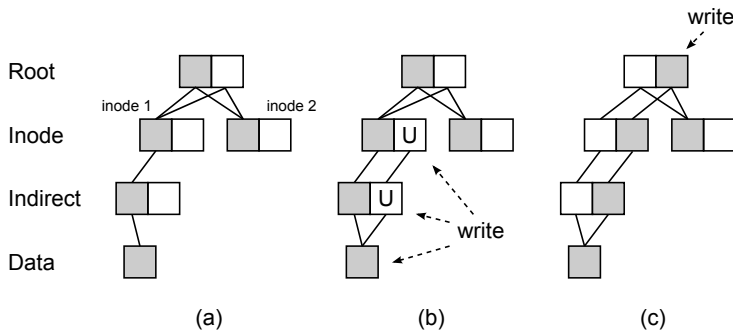 write
Root
inode 1
inode 2
Inode
U
Indirect
U
write
Data
(a)
(b)
(c)